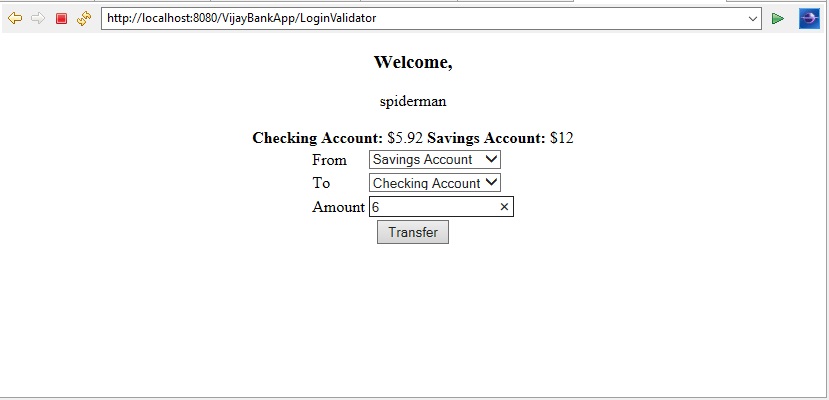 http://localhost:8080/VijayBankApp/LoginValidator
Welcome,
spiderman
Checking Account: $5.92 Savings Account: $12
From Savings Account
To Checking Account
Amount 6 ×
Transfer